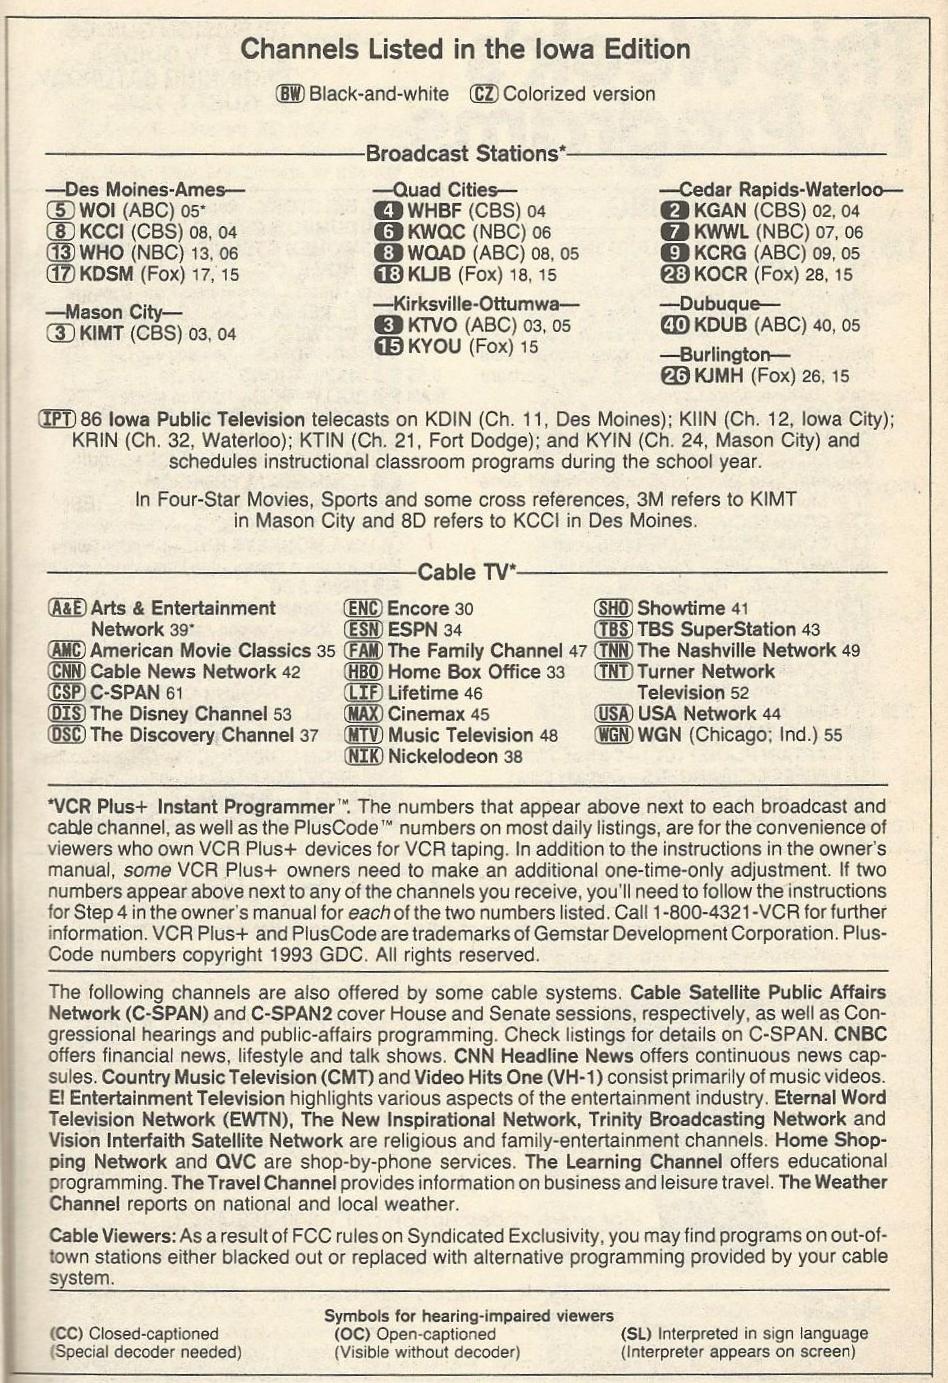 Channels Listed in the Iowa Edition
BW Black-and-white CZ Colorized version
Broadcast Stations*
—Des Moines-Ames—
5 WOI (ABC) 05*
8 KCCI (CBS) 08, 04
13 WHO (NBC) 13, 06
17 KDSM (Fox) 17, 15
—Mason City—
3 KIMT (CBS) 03, 04
—Quad Cities—
4 WHBF (CBS) 04
6 KWQC (NBC) 06
8 WQAD (ABC) 08, 05
18 KLJB (Fox) 18, 15
—Kirksville-Ottumwa—
3 KTVO (ABC) 03, 05
15 KYOU (Fox) 15
—Cedar Rapids-Waterloo—
2 KGAN (CBS) 02, 04
7 KWWL (NBC) 07, 06
9 KCRG (ABC) 09, 05
28 KOCR (Fox) 28, 15
—Dubuque—
40 KDUB (ABC) 40, 05
—Burlington—
26 KJMH (Fox) 26, 15
IPT 86 Iowa Public Television telecasts on KDIN (Ch. 11, Des Moines); KIIN (Ch. 12, Iowa City);
KRIN (Ch. 32, Waterloo); KTIN (Ch. 21, Fort Dodge); and KYIN (Ch. 24, Mason City) and
schedules instructional classroom programs during the school year.
In Four-Star Movies, Sports and some cross references, 3M refers to KIMT
in Mason City and 8D refers to KCCI in Des Moines.
Cable TV*
A&E Arts & Entertainment
Network 39*
AMC American Movie Classics 35
CNN Cable News Network 42
CSP C-SPAN 61
DIS The Disney Channel 53
DSC The Discovery Channel 37
ENC Encore 30
ESN ESPN 34
FAM The Family Channel 47
HBO Home Box Office 33
LIF Lifetime 46
MAX Cinemax 45
MTV Music Television 48
NIK Nickelodeon 38
SHO Showtime 41
TBS TBS SuperStation 43
TNN The Nashville Network 49
TNT Turner Network
Television 52
USA USA Network 44
WGN WGN (Chicago; Ind.) 55
*VCR Plus+ Instant Programmer™. The numbers that appear above next to each broadcast and
cable channel, as well as the PlusCode™ numbers on most daily listings, are for the convenience of
viewers who own VCR Plus+ devices for VCR taping. In addition to the instructions in the owner's
manual, some VCR Plus+ owners need to make an additional one-time-only adjustment. If two
numbers appear above next to any of the channels you receive, you'll need to follow the instructions
for Step 4 in the owner's manual for each of the two numbers listed. Call 1-800-4321-VCR for further
information. VCR Plus+ and PlusCode are trademarks of Gemstar Development Corporation. Plus-
Code numbers copyright 1993 GDC. All rights reserved.
The following channels are also offered by some cable systems. Cable Satellite Public Affairs
Network (C-SPAN) and C-SPAN2 cover House and Senate sessions, respectively, as well as Con-
gressional hearings and public-affairs programming. Check listings for details on C-SPAN. CNBC
offers financial news, lifestyle and talk shows. CNN Headline News offers continuous news cap-
sules. Country Music Television (CMT) and Video Hits One (VH-1) consist primarily of music videos.
E! Entertainment Television highlights various aspects of the entertainment industry. Eternal Word
Television Network (EWTN), The New Inspirational Network, Trinity Broadcasting Network and
Vision Interfaith Satellite Network are religious and family-entertainment channels. Home Shop-
ping Network and QVC are shop-by-phone services. The Learning Channel offers educational
programming. The Travel Channel provides information on business and leisure travel. The Weather
Channel reports on national and local weather.
Cable Viewers: As a result of FCC rules on Syndicated Exclusivity, you may find programs on out-of-
town stations either blacked out or replaced with alternative programming provided by your cable
system.
Symbols for hearing-impaired viewers
(CC) Closed-captioned
(Special decoder needed)
(OC) Open-captioned
(Visible without decoder)
(SL) Interpreted in sign language
(Interpreter appears on screen)